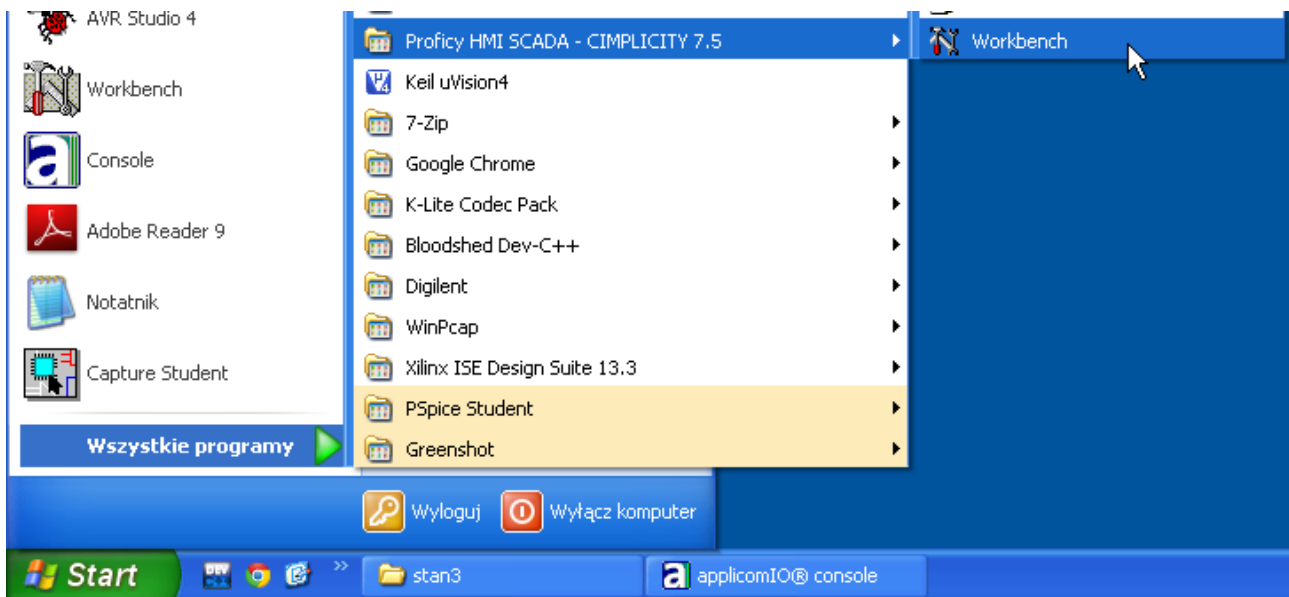 AVR Studio 4
Workbench
Console
Adobe Reader 9
Notatnik
Capture Student
Wszystkie programy
Proficy HMI SCADA - CIMPLICITY 7.5
Keil uVision4
7-Zip
Google Chrome
K-Lite Codec Pack
Bloodshed Dev-C++
Digilent
WinPcap
Xilinx ISE Design Suite 13.3
PSpice Student
Greenshot
Workbench
Wyloguj
Wyłącz komputer
Start
stan3
applicomIO® console